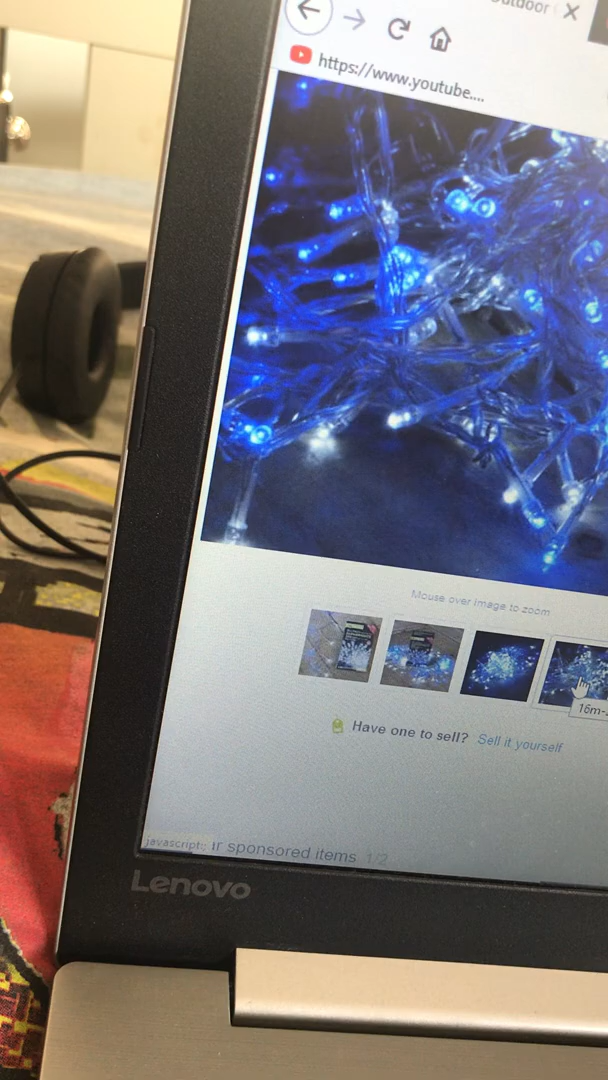 Outdoor
https://www.youtube....
Mouse over image to zoom
16m-
Have one to sell? Sell it yourself
javascript:
r sponsored items 1/2
Lenovo